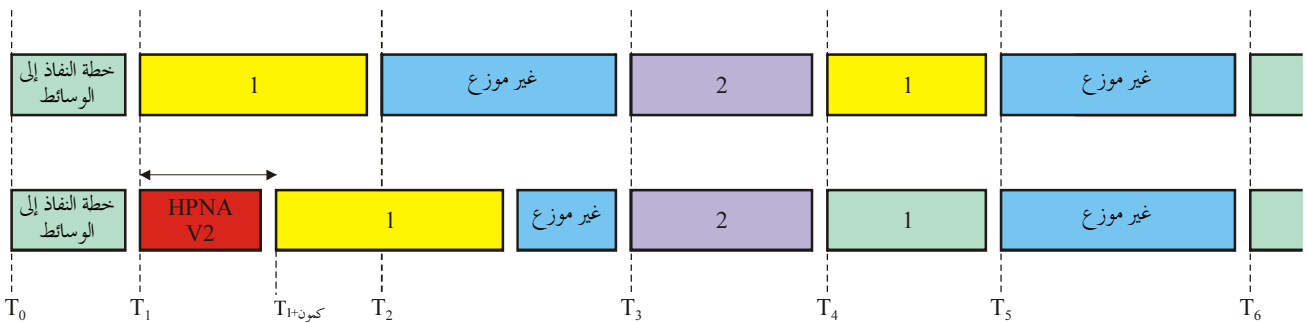 خطة النفاذ إلى
الوسائط
1
غير موزع
2
1
غير موزع
خطة النفاذ إلى
الوسائط
HPNA
V2
1
غير موزع
2
1
غير موزع
T0
T1
T1+كمون
T2
T3
T4
T5
T6